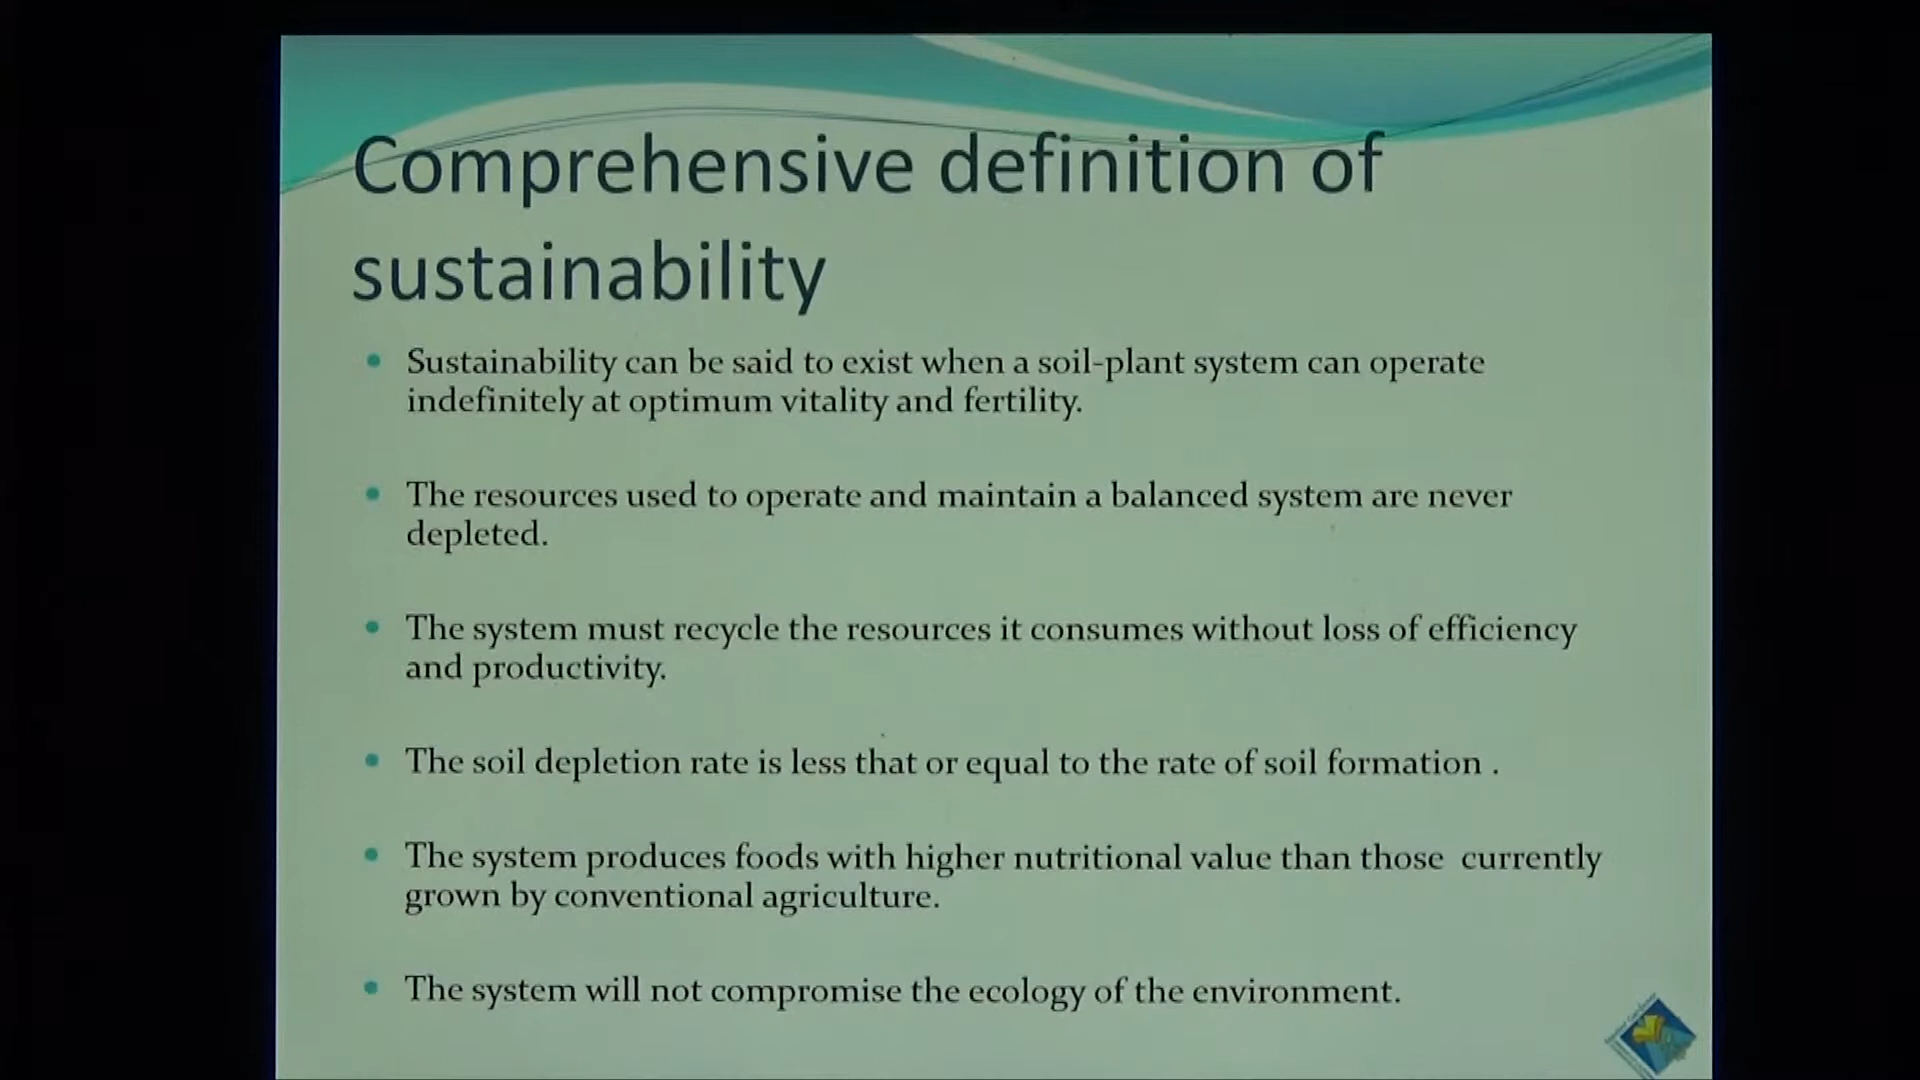 Comprehensive definition of
sustainability
• Sustainability can be said to exist when a soil-plant system can operate
indefinitely at optimum vitality and fertility.
• The resources used to operate and maintain a balanced system are never
depleted.
• The system must recycle the resources it consumes without loss of efficiency
and productivity.
• The soil depletion rate is less that or equal to the rate of soil formation .
• The system produces foods with higher nutritional value than those currently
grown by conventional agriculture.
• The system will not compromise the ecology of the environment.